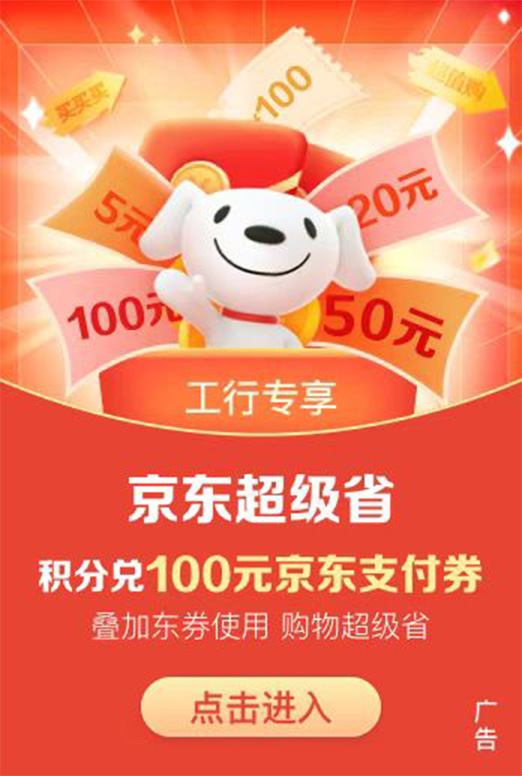 ¥100
买买买
超值购
5元
20元
100元
50元
工行专享
京东超级省
积分兑100元京东支付券
叠加东券使用 购物超级省
点击进入
广告